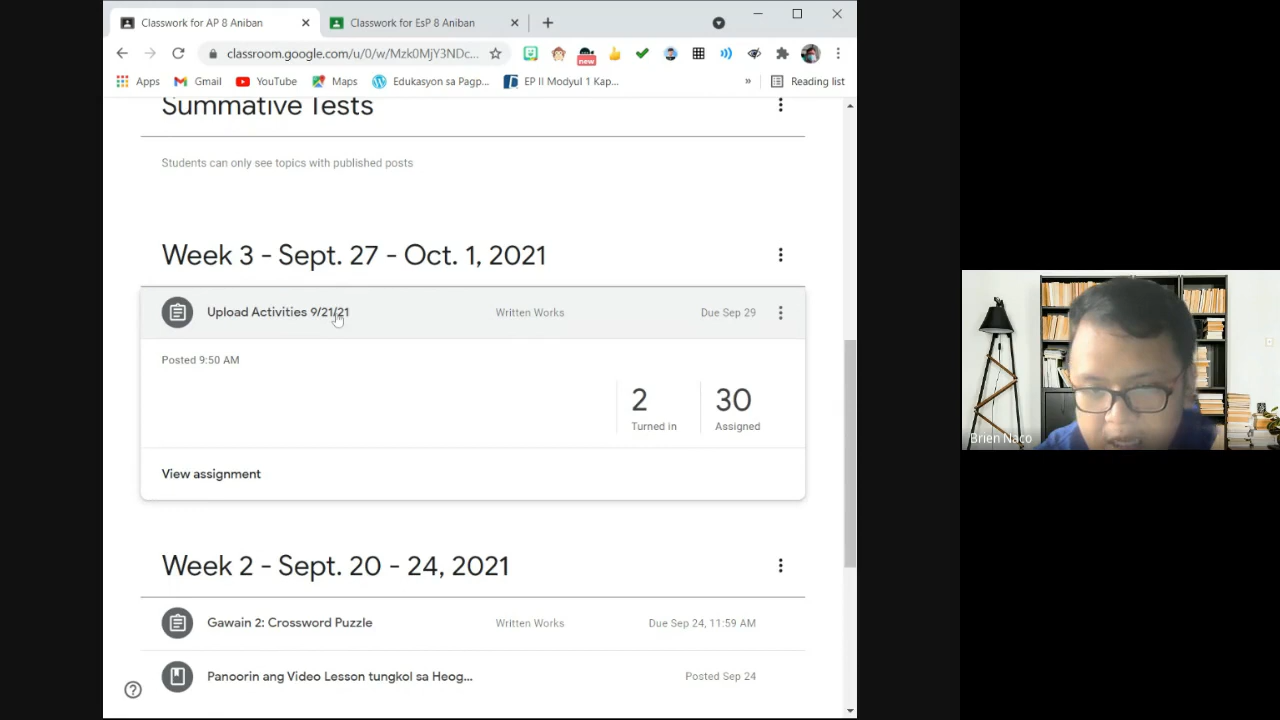 Classwork for AP 8 Aniban
Classwork for EsP 8 Aniban
classroom.google.com/u/0/w/Mzk0MjY3NDc...
new
Apps
Gmail
YouTube
Maps
Edukasyon sa Pagp...
EP II Modyul 1 Kap...
»
Reading list
Summative Tests
Students can only see topics with published posts
Week 3 - Sept. 27 - Oct. 1, 2021
Upload Activities 9/21/21
Written Works
Due Sep 29
Posted 9:50 AM
2
30
Turned in
Assigned
View assignment
Week 2 - Sept. 20 - 24, 2021
Gawain 2: Crossword Puzzle
Written Works
Due Sep 24, 11:59 AM
Panoorin ang Video Lesson tungkol sa Heog...
Posted Sep 24
Brien Naco